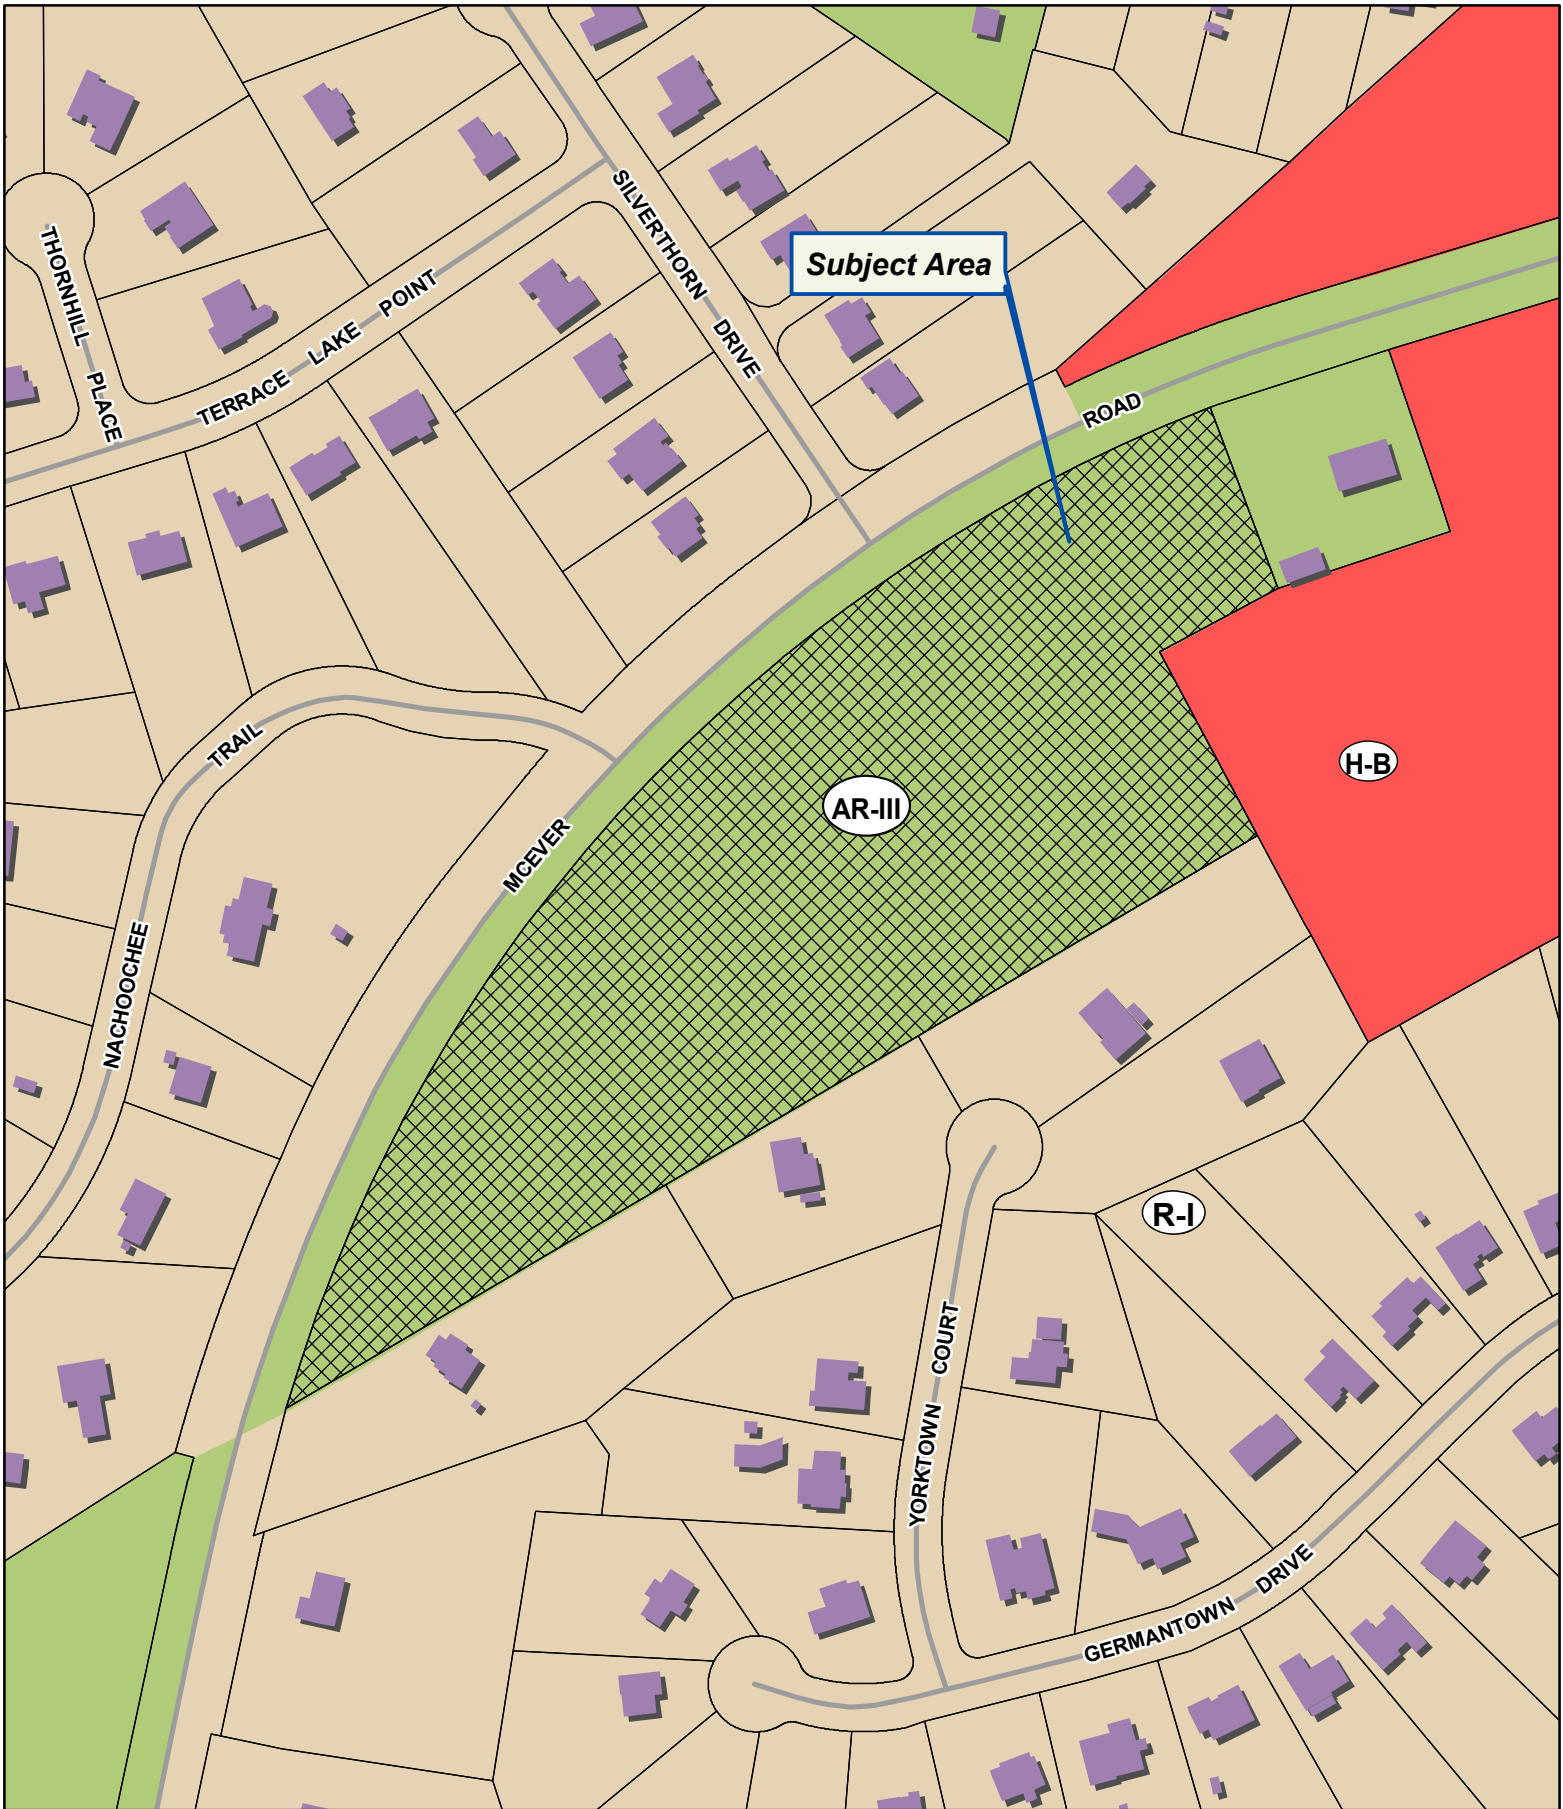 SILVERTHORN DRIVE
THORNHILL PLACE
Subject Area
TERRACE LAKE POINT
ROAD
TRAIL
H-B
AR-III
MCEVER
NACHOOCHEE
R-I
YORKTOWN COURT
GERMANTOWN DRIVE